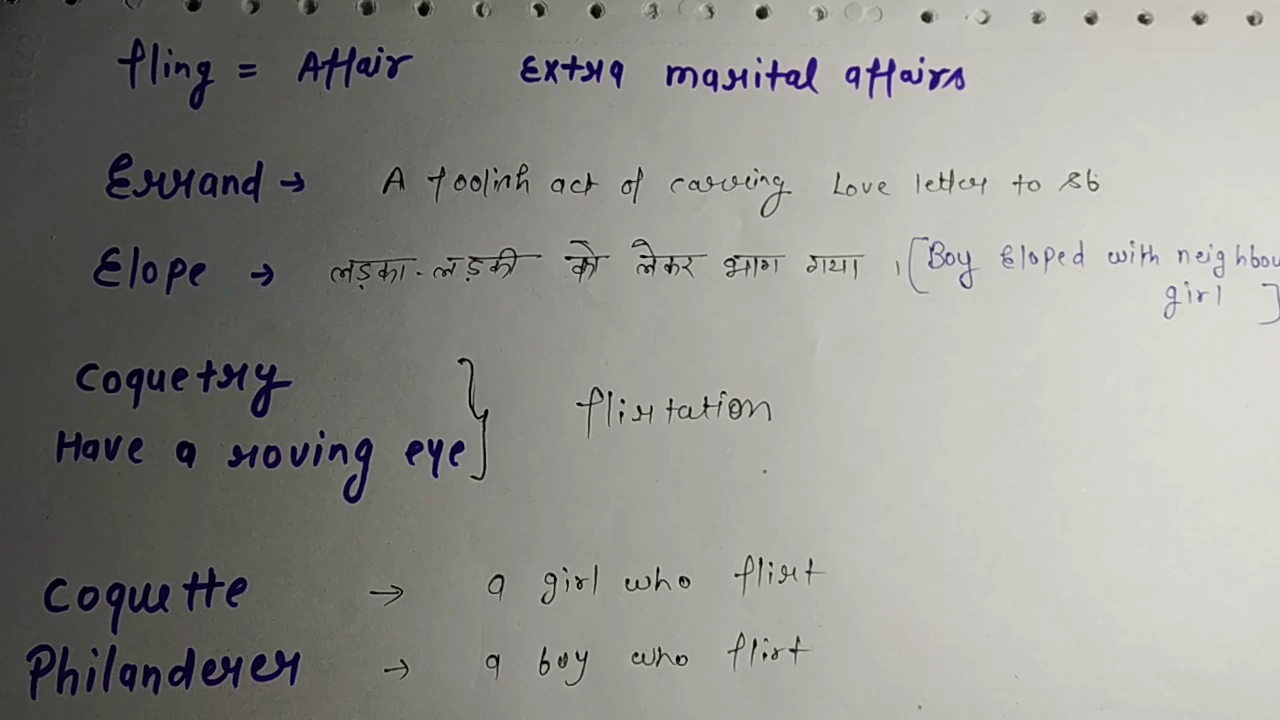 fling = Affair Extra marital affairs
Errand → A foolish act of carrying Love letter to sb
Elope → लड़का - लड़की को लेकर भाग गया , [Boy Eloped with neighbou
girl ]
Coquetry
Have a roving eye } flirtation
Coquette → a girl who flirt
Philanderer → a boy who flirt